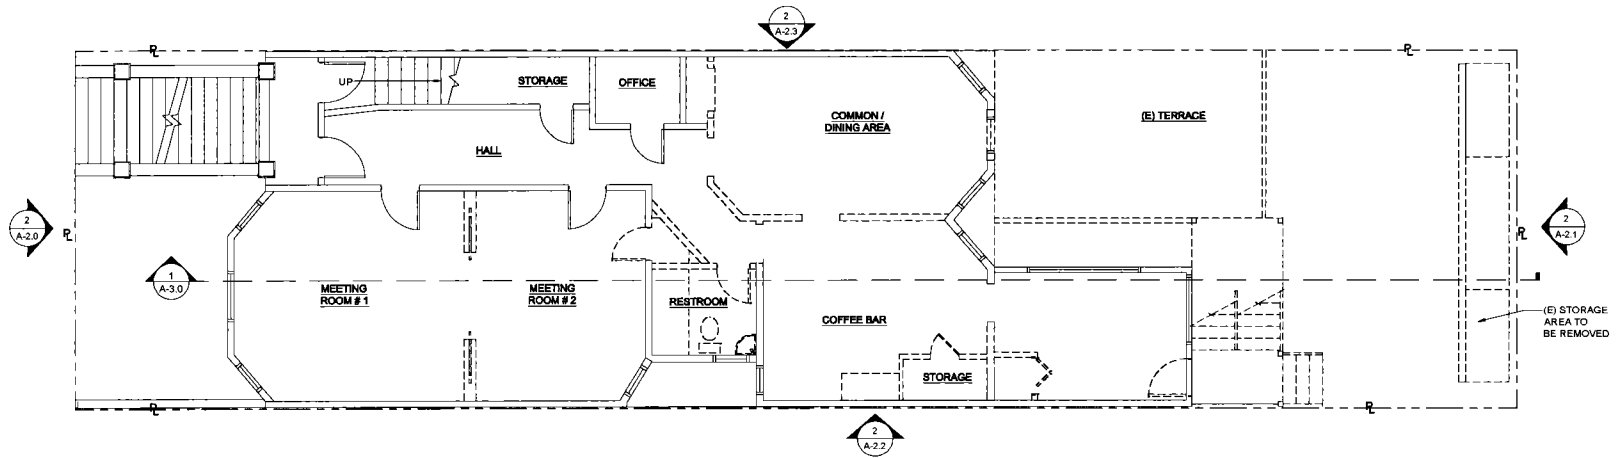 2
A-2.3
PL
PL
PL
UP
STORAGE
OFFICE
COMMON /
DINING AREA
(E) TERRACE
HALL
2
A-2.0
PL
2
A-2.1
PL
1
A-3.0
MEETING
ROOM # 1
MEETING
ROOM # 2
RESTROOM
COFFEE BAR
(E) STORAGE
AREA TO
BE REMOVED
STORAGE
PL
PL
2
A-2.2